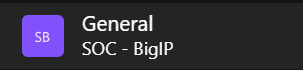 SB
General
SOC - BigIP